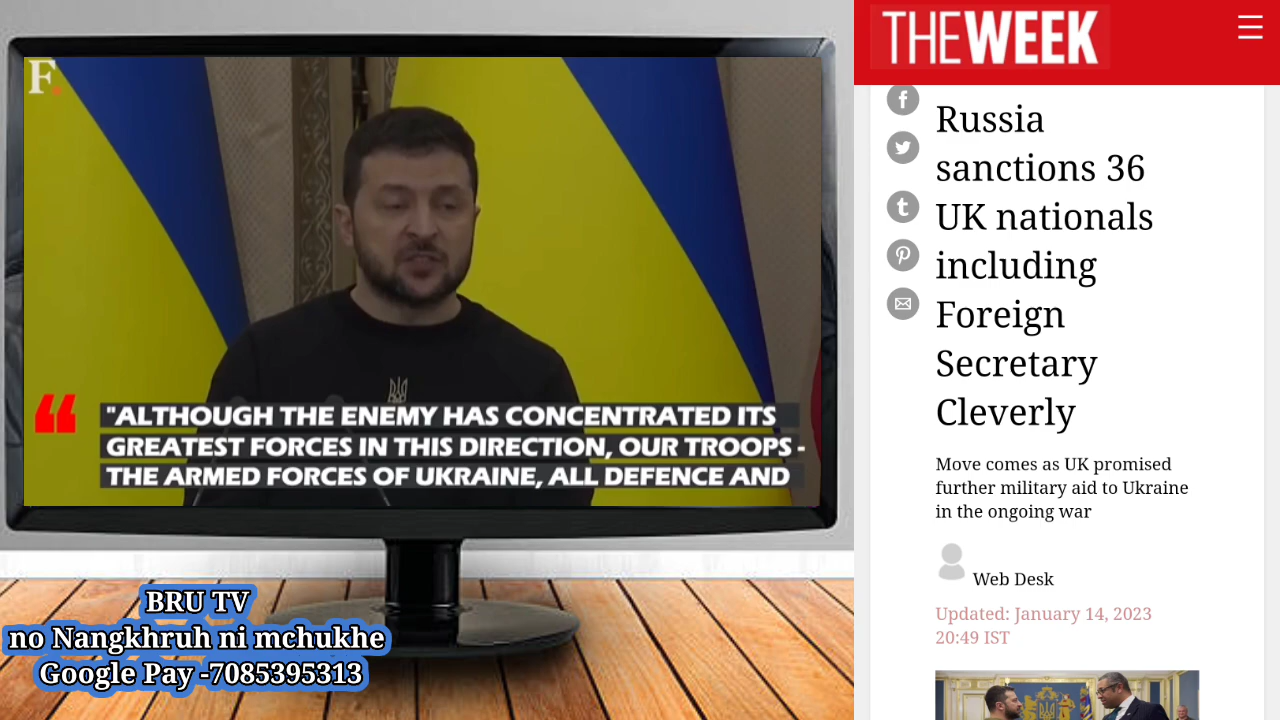 F.
"ALTHOUGH THE ENEMY HAS CONCENTRATED ITS
GREATEST FORCES IN THIS DIRECTION, OUR TROOPS -
THE ARMED FORCES OF UKRAINE, ALL DEFENCE AND
BRU TV
no Nangkhruh ni mchukhe
Google Pay -7085395313
THE WEEK
Russia
sanctions 36
UK nationals
including
Foreign
Secretary
Cleverly
Move comes as UK promised
further military aid to Ukraine
in the ongoing war
Web Desk
Updated: January 14, 2023
20:49 IST